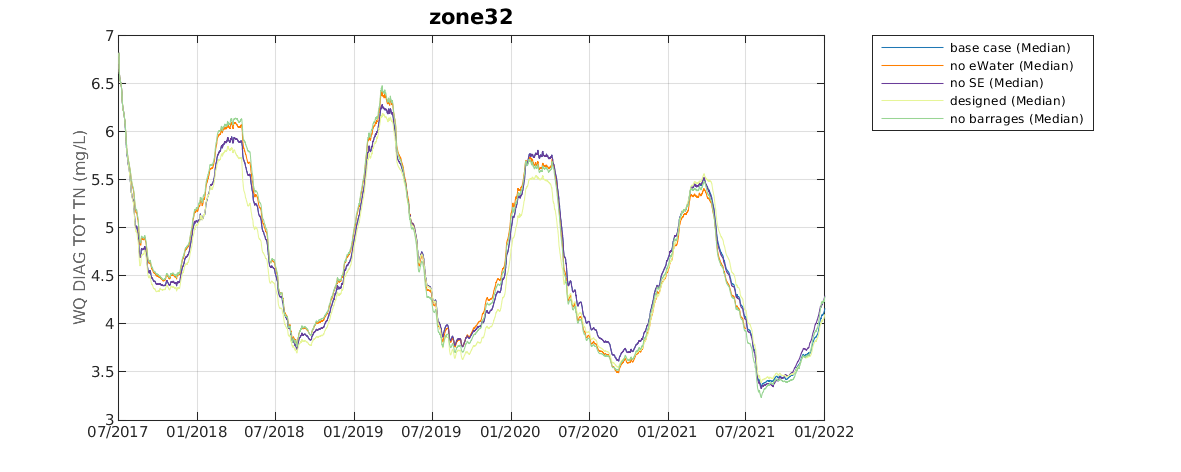 zone32
WQ DIAG TOT TN (mg/L)
7
6.5
6
5.5
5
4.5
4
3.5
3
07/2017 01/2018 07/2018 01/2019 07/2019 01/2020 07/2020 01/2021 07/2021 01/2022
base case (Median)
no eWater (Median)
no SE (Median)
designed (Median)
no barrages (Median)